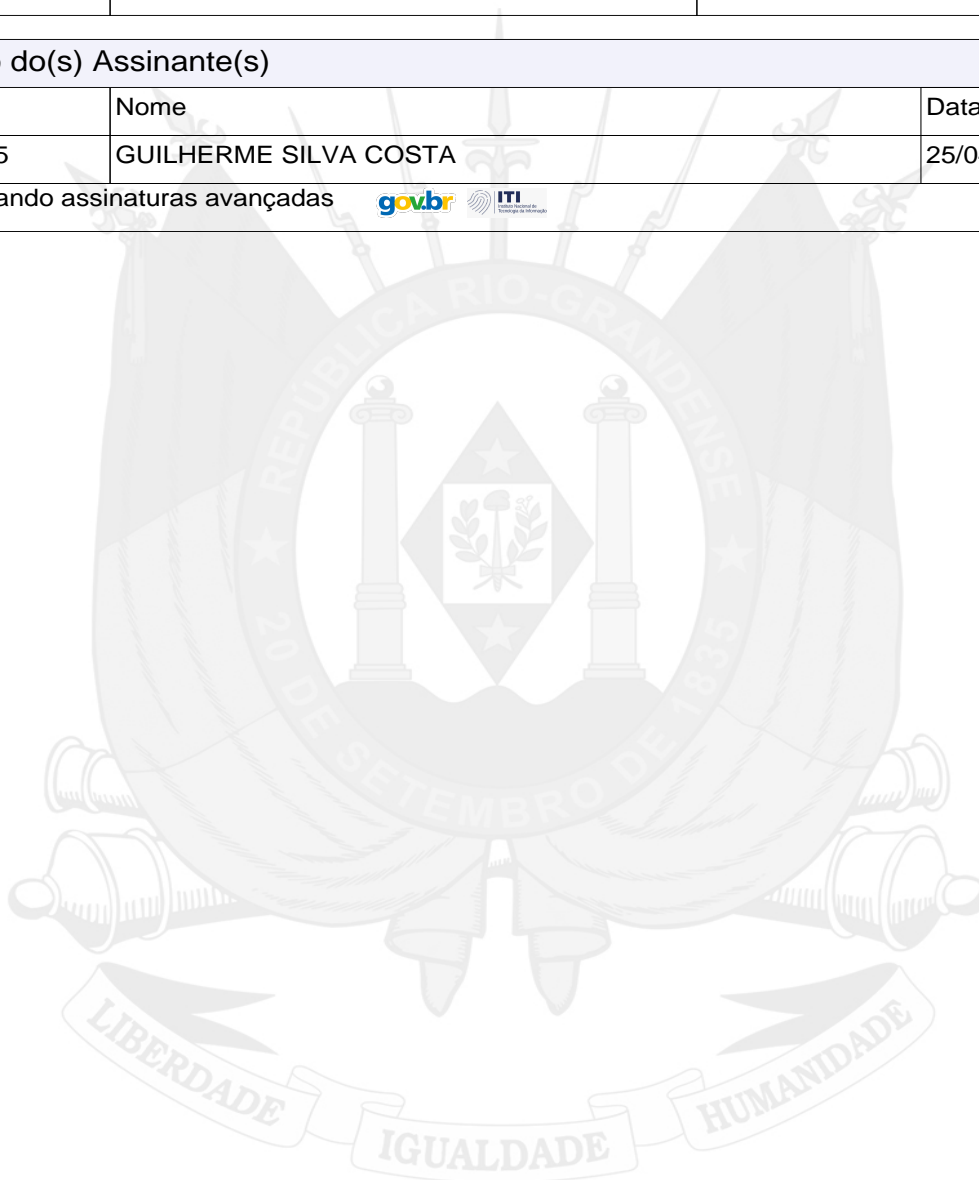 do(s) Assinante(s)
Nome Data
5 GUILHERME SILVA COSTA 25/0
ando assinaturas avançadas gov.br ITI
REPÚBLICA RIO-GRANDENSE
20 DE SETEMBRO DE 1835
LIBERDADE IGUALDADE HUMANIDADE